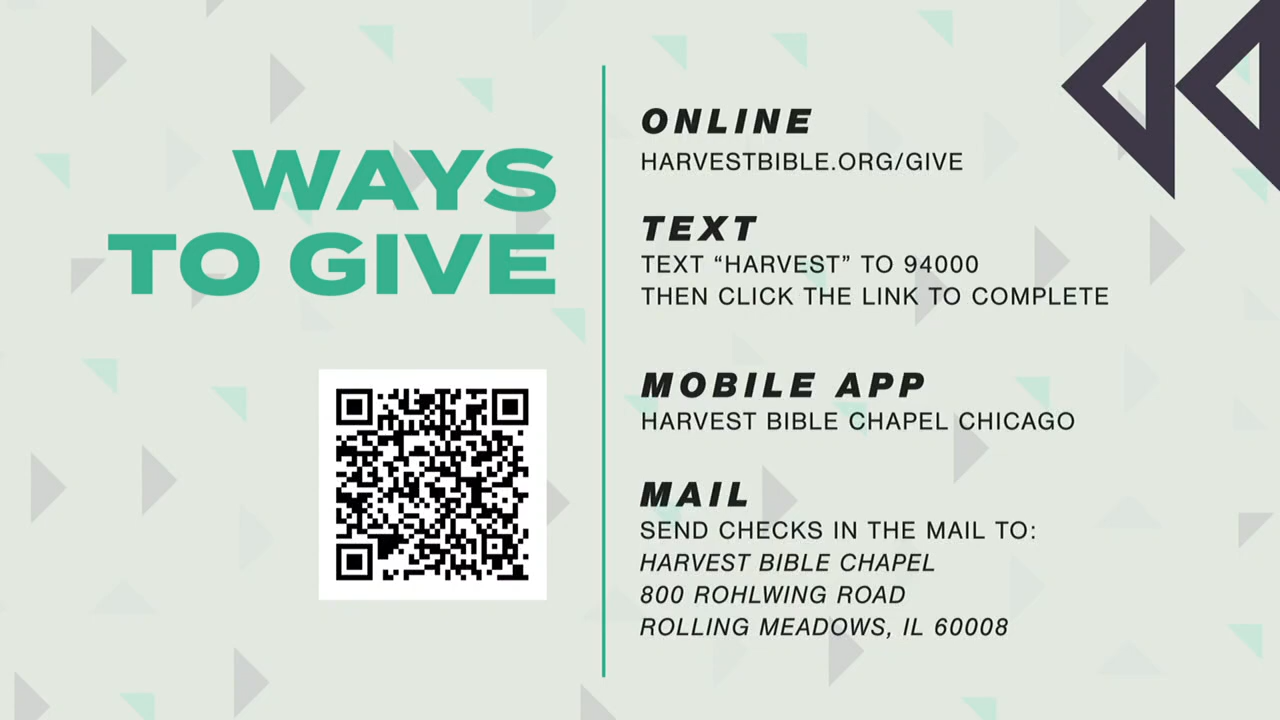 WAYS
TO GIVE
ONLINE
HARVESTBIBLE.ORG/GIVE
TEXT
TEXT “HARVEST” TO 94000
THEN CLICK THE LINK TO COMPLETE
MOBILE APP
HARVEST BIBLE CHAPEL CHICAGO
MAIL
SEND CHECKS IN THE MAIL TO:
HARVEST BIBLE CHAPEL
800 ROHLWING ROAD
ROLLING MEADOWS, IL 60008